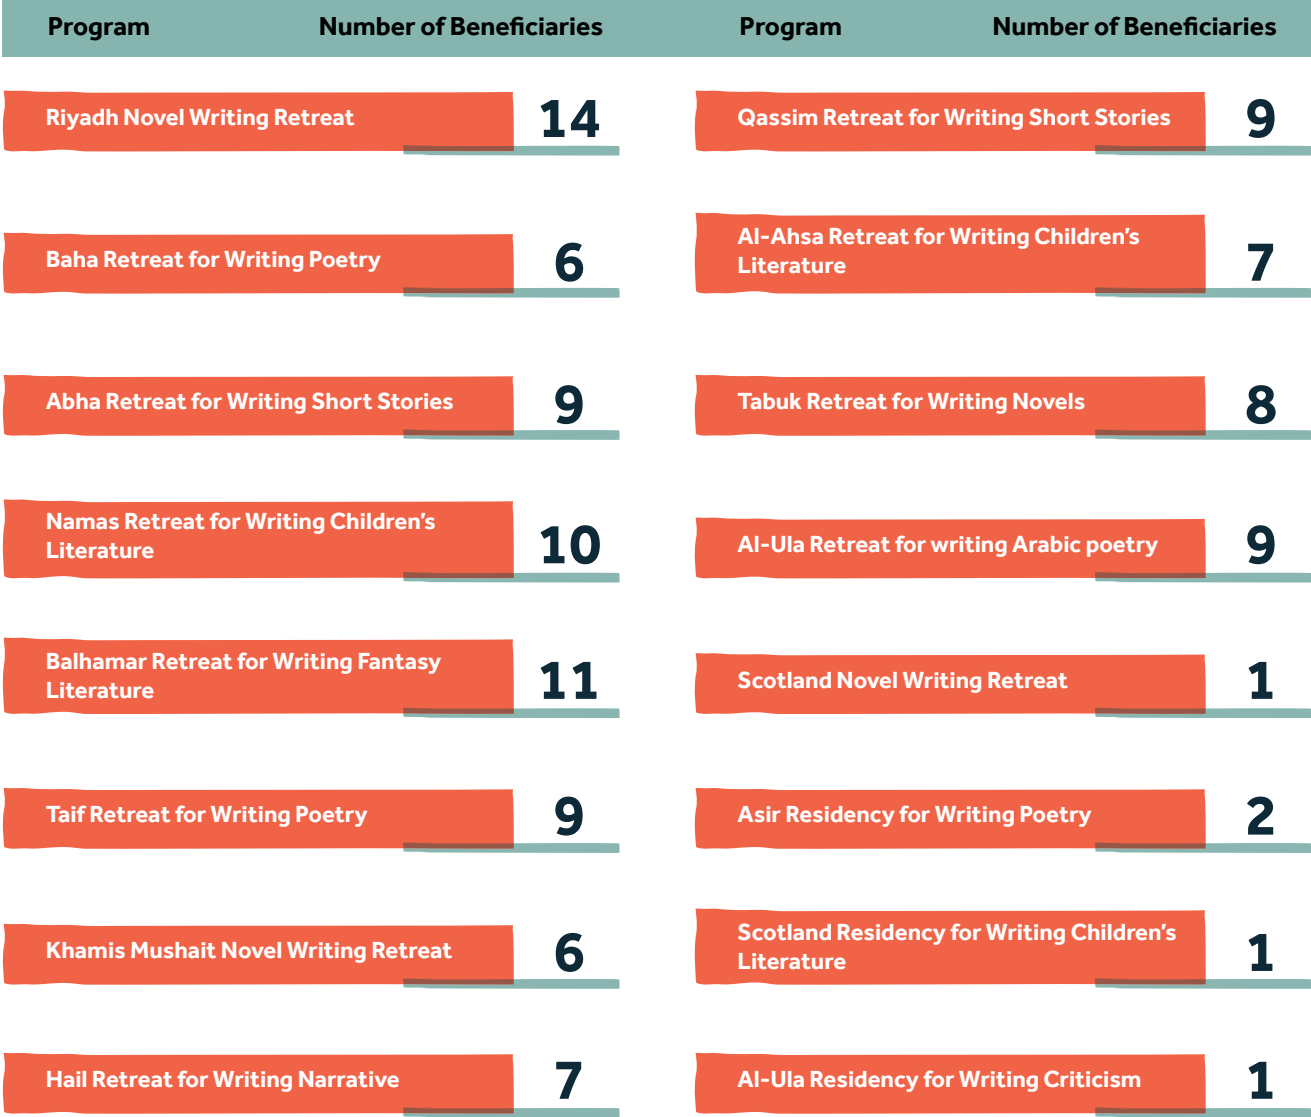 Program Number of Beneficiaries Program Number of Beneficiaries
Riyadh Novel Writing Retreat 14
Qassim Retreat for Writing Short Stories 9
Baha Retreat for Writing Poetry 6
Al-Ahsa Retreat for Writing Children's
Literature 7
Abha Retreat for Writing Short Stories 9
Tabuk Retreat for Writing Novels 8
Namas Retreat for Writing Children's
Literature 10
Al-Ula Retreat for writing Arabic poetry 9
Balhamar Retreat for Writing Fantasy
Literature 11
Scotland Novel Writing Retreat 1
Taif Retreat for Writing Poetry 9
Asir Residency for Writing Poetry 2
Khamis Mushait Novel Writing Retreat 6
Scotland Residency for Writing Children's
Literature 1
Hail Retreat for Writing Narrative 7
Al-Ula Residency for Writing Criticism 1